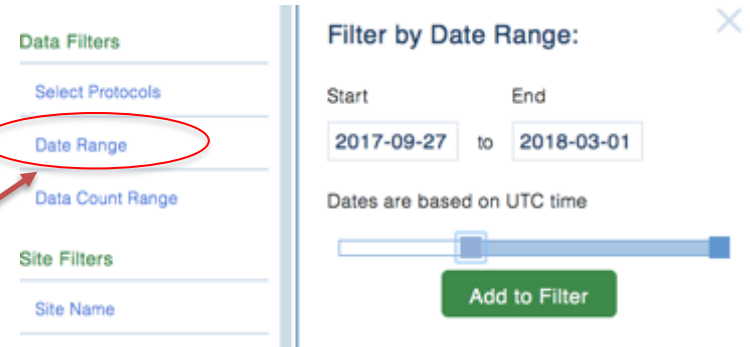 Data Filters
Select Protocols
Date Range
Data Count Range
Site Filters
Site Name
Filter by Date Range:
Start End
2017-09-27 to 2018-03-01
Dates are based on UTC time
Add to Filter